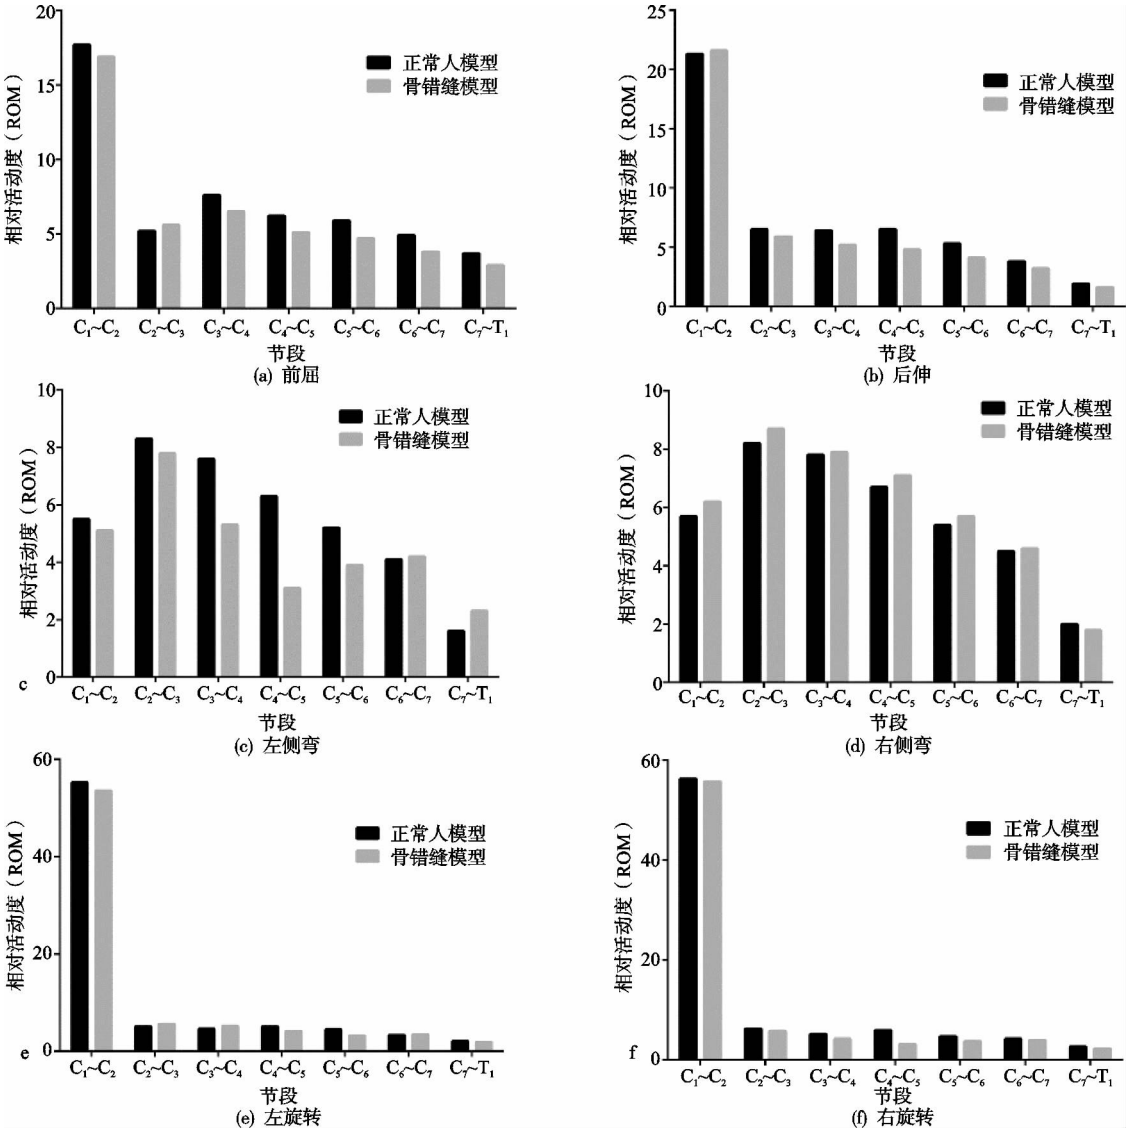 20
15
10
5
0
相对活动度（ROM）
正常人模型
骨错缝模型
C₁~C₂ C₂~C₃ C₃~C₄ C₄~C₅ C₅~C₆ C₆~C₇ C₇~T₁
节段
(a) 前屈
25
20
15
10
5
0
相对活动度（ROM）
正常人模型
骨错缝模型
C₁~C₂ C₂~C₃ C₃~C₄ C₄~C₅ C₅~C₆ C₆~C₇ C₇~T₁
节段
(b) 后伸
10
8
6
4
2
0
相对活动度（ROM）
正常人模型
骨错缝模型
c
C₁~C₂ C₂~C₃ C₃~C₄ C₄~C₅ C₅~C₆ C₆~C₇ C₇~T₁
节段
(c) 左侧弯
10
8
6
4
2
0
相对活动度（ROM）
正常人模型
骨错缝模型
C₁~C₂ C₂~C₃ C₃~C₄ C₄~C₅ C₅~C₆ C₆~C₇ C₇~T₁
节段
(d) 右侧弯
60
40
20
0
相对活动度（ROM）
正常人模型
骨错缝模型
e
C₁~C₂ C₂~C₃ C₃~C₄ C₄~C₅ C₅~C₆ C₆~C₇ C₇~T₁
节段
(e) 左旋转
60
40
20
0
相对活动度（ROM）
正常人模型
骨错缝模型
f
C₁~C₂ C₂~C₃ C₃~C₄ C₄~C₅ C₅~C₆ C₆~C₇ C₇~T₁
节段
(f) 右旋转